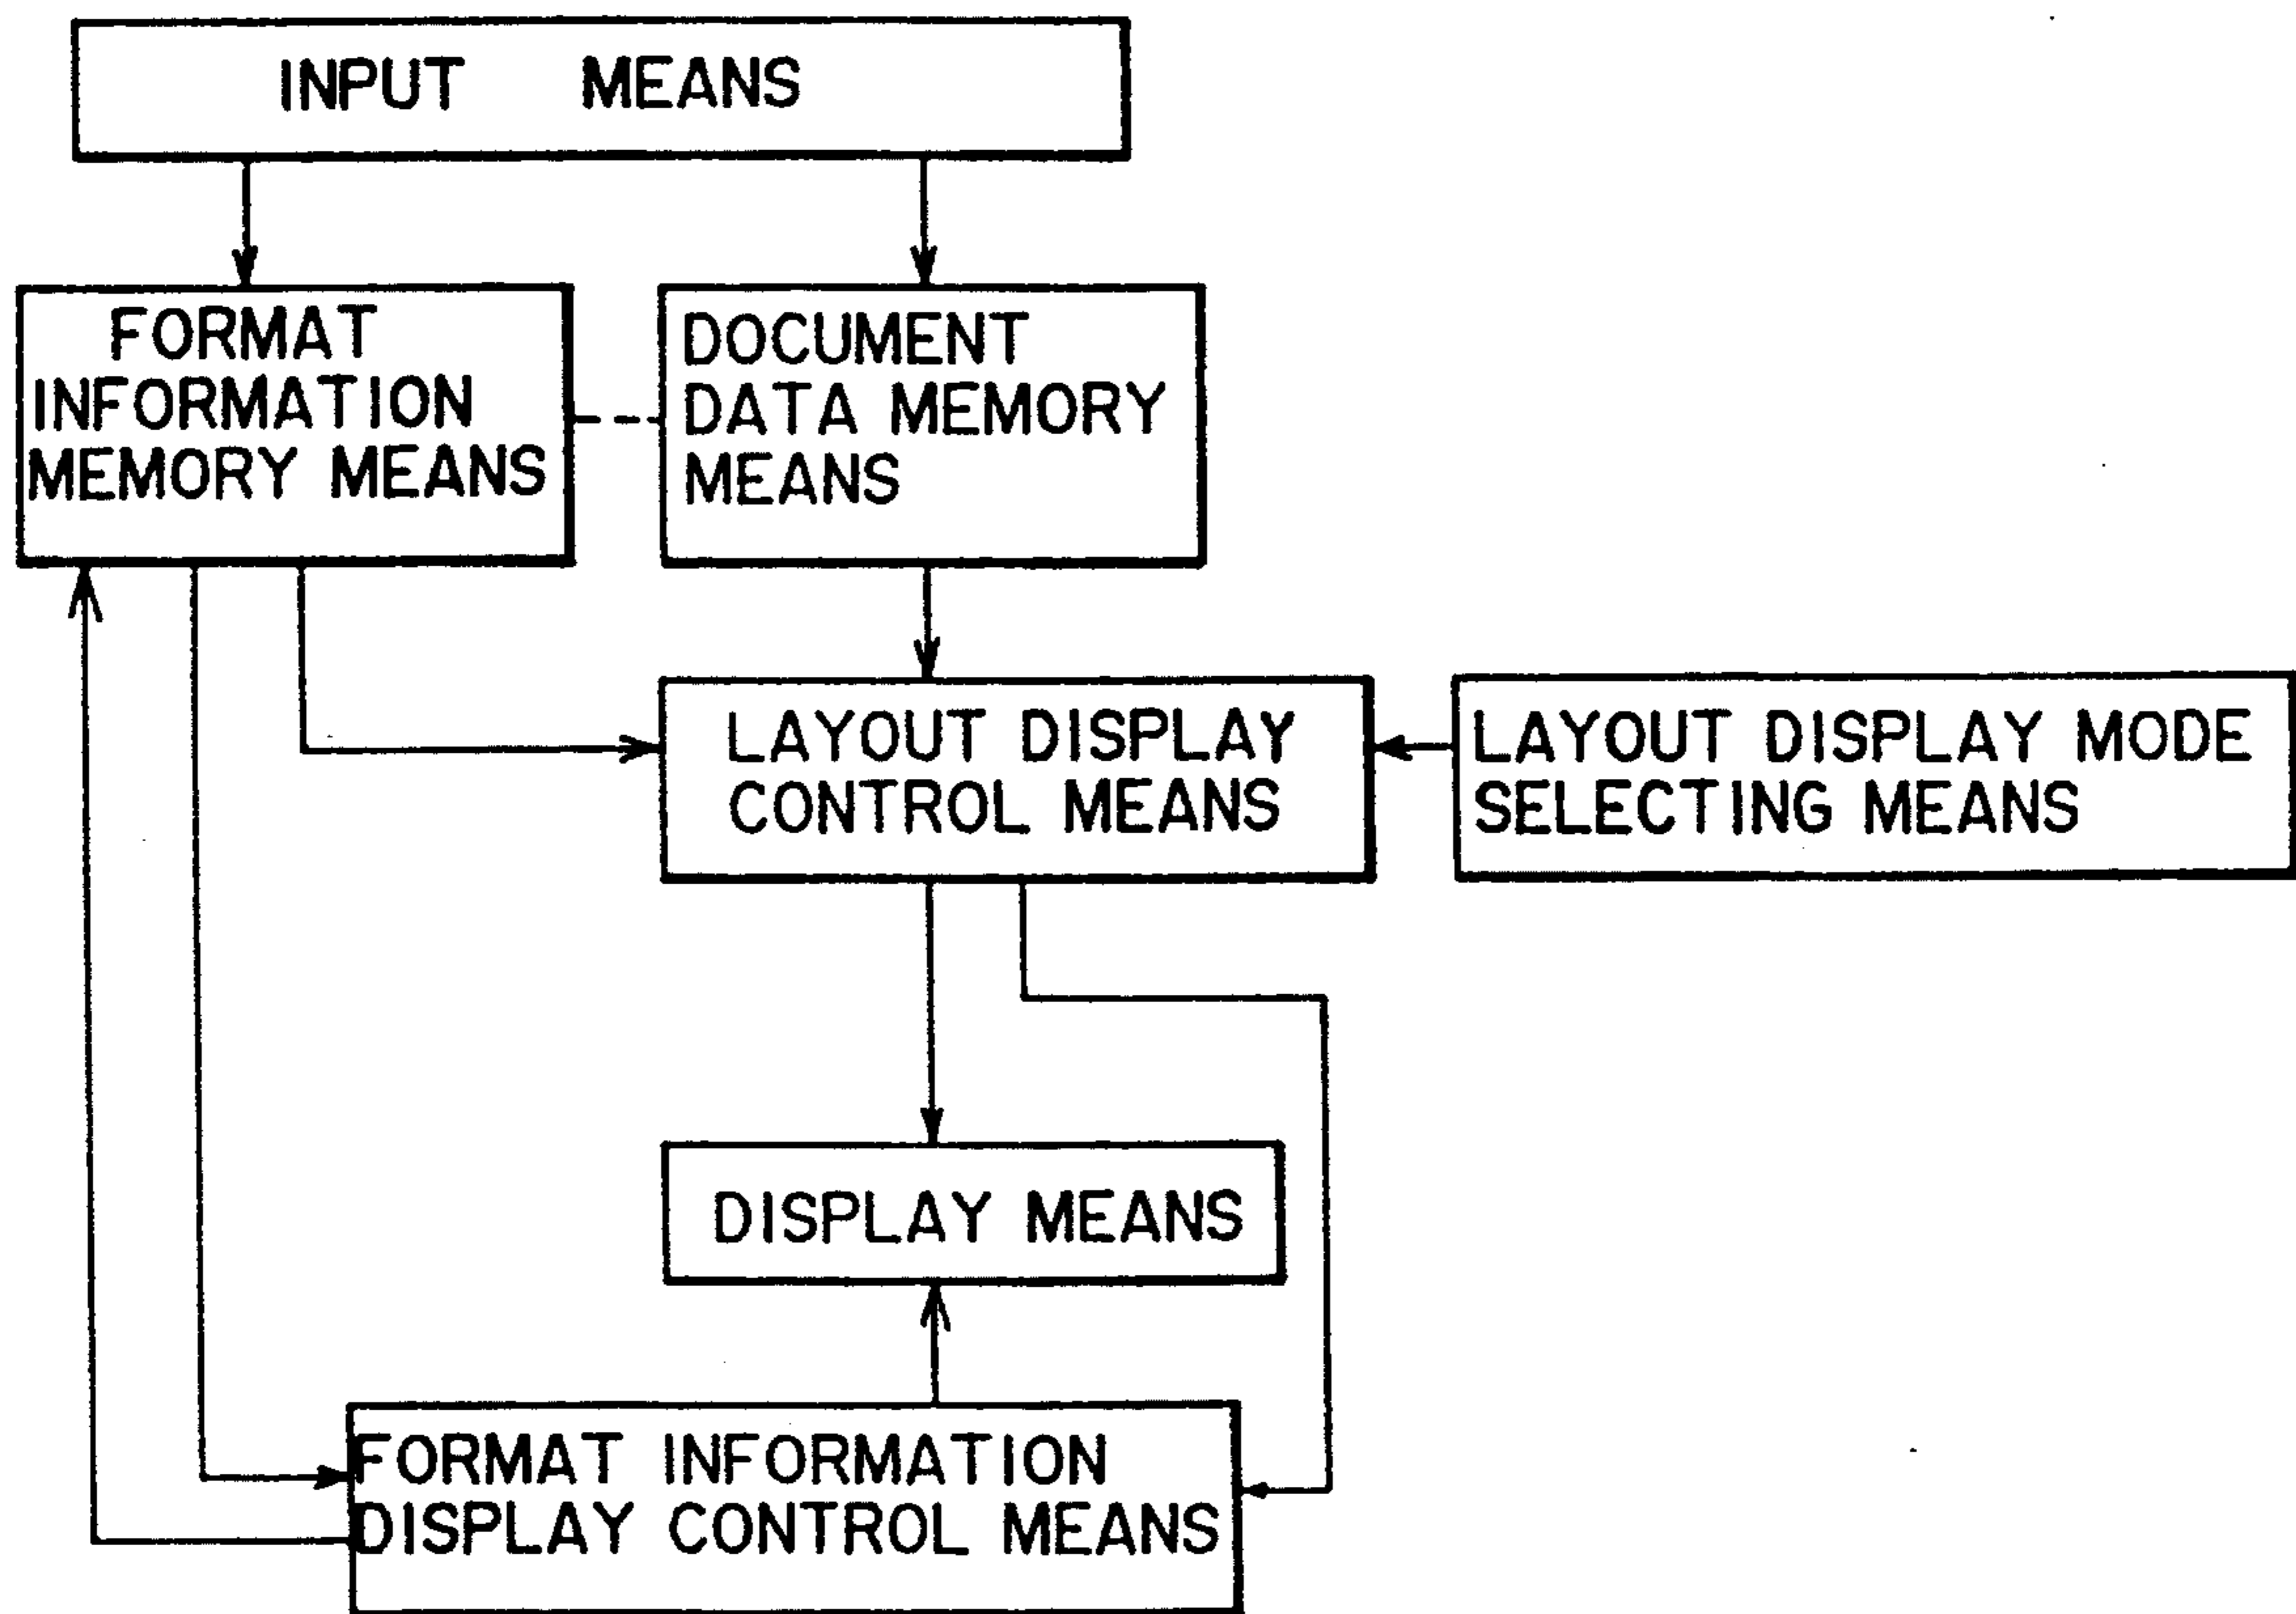 INPUT MEANS
FORMAT
INFORMATION
MEMORY MEANS
DOCUMENT
DATA MEMORY
MEANS
LAYOUT DISPLAY
CONTROL MEANS
LAYOUT DISPLAY MODE
SELECTING MEANS
DISPLAY MEANS
FORMAT INFORMATION
DISPLAY CONTROL MEANS